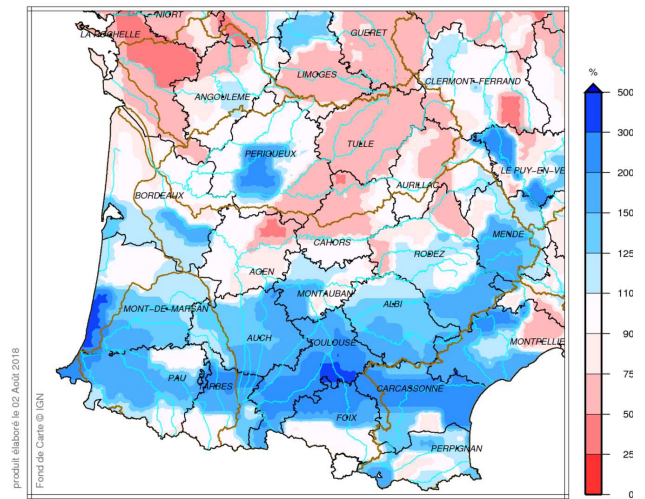 NIORT
LA ROCHELLE
GUERET
LIMOGES
CLERMONT-FERRAND
ANGOULEME
TULLE
PERIGUEUX
LE PUY-EN-VE
AURILLAC
BORDEAUX
MENDE
CAHORS
RODEZ
AGEN
MONTAUBAN
MONT-DE-MARSAN
ALBI
AUCH
TOULOUSE
MONTPELLIE
PAU
TARBES
CARCASSONNE
FOIX
PERPIGNAN
%
500
300
200
150
125
110
90
75
50
25
0
produit élaboré le 02 Août 2018
Fond de Carte © IGN